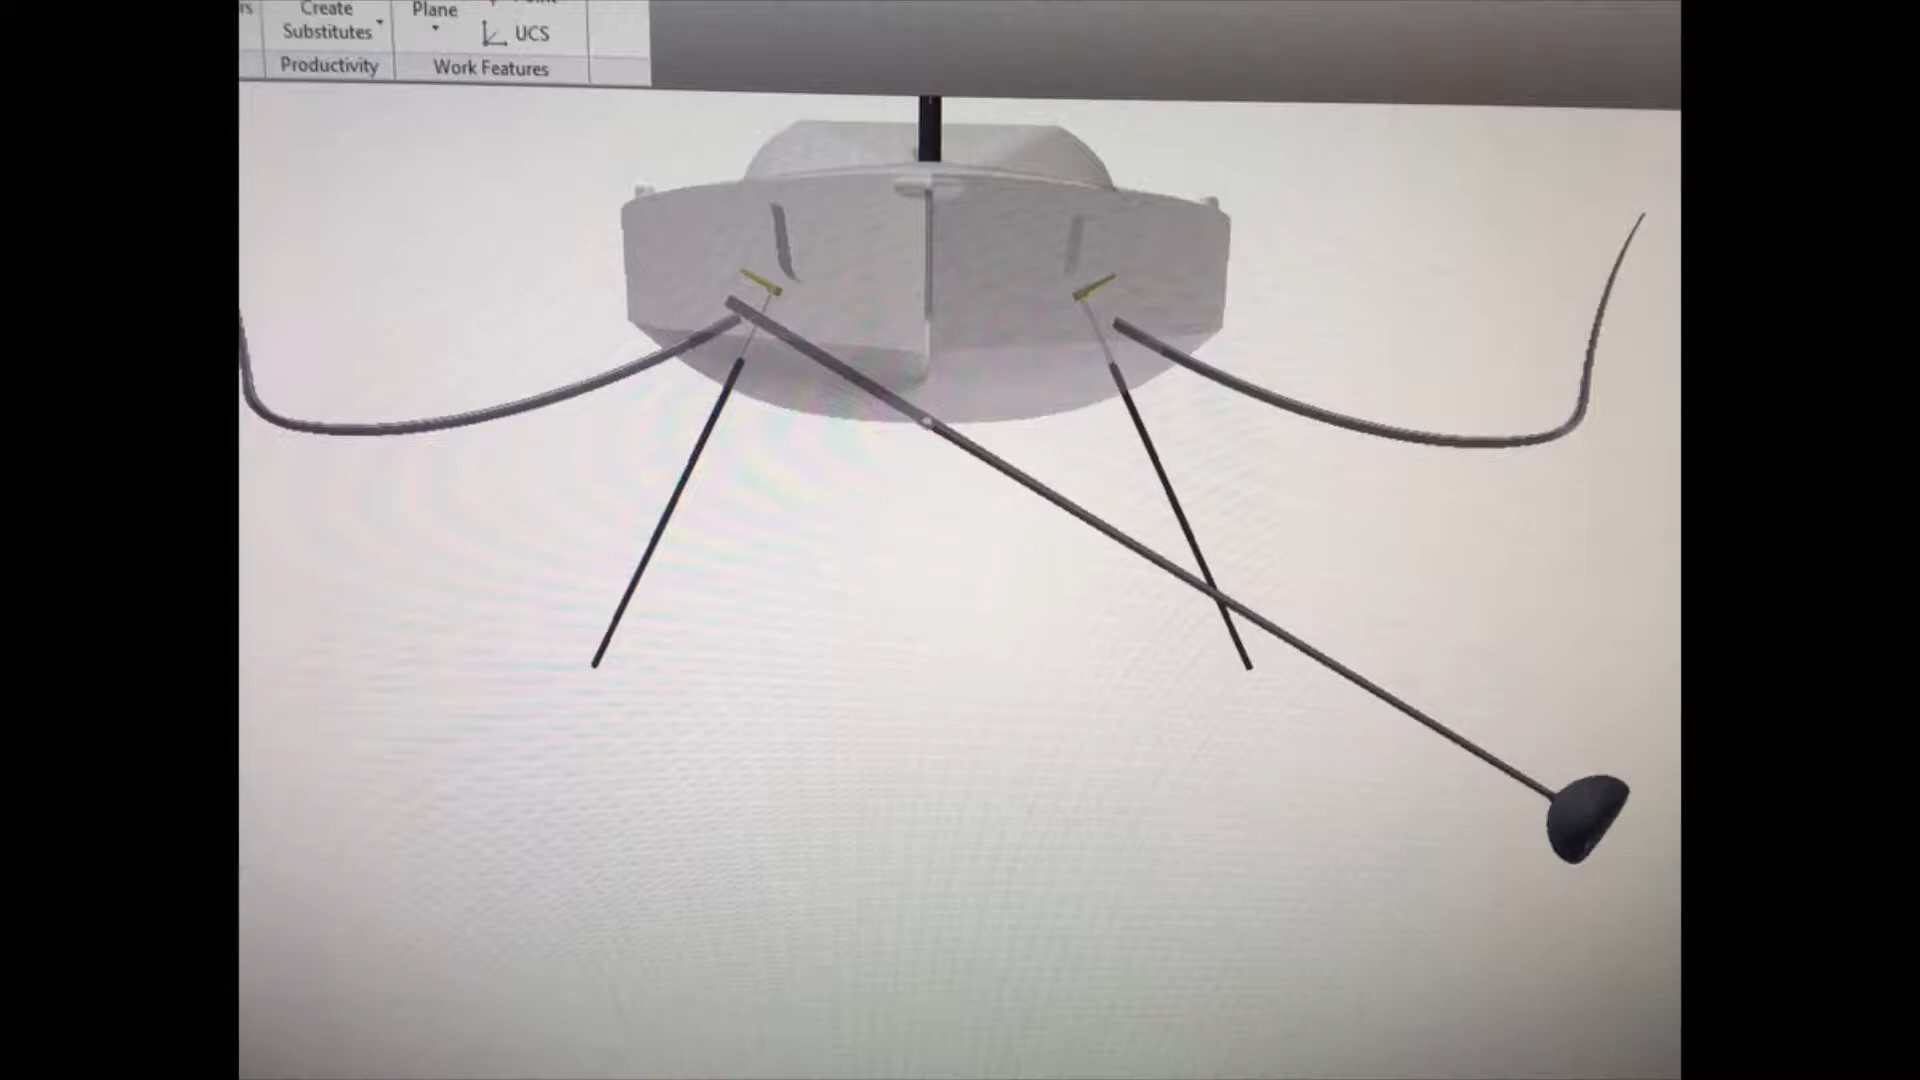 Create
Substitutes
Plane
UCS
Productivity
Work Features